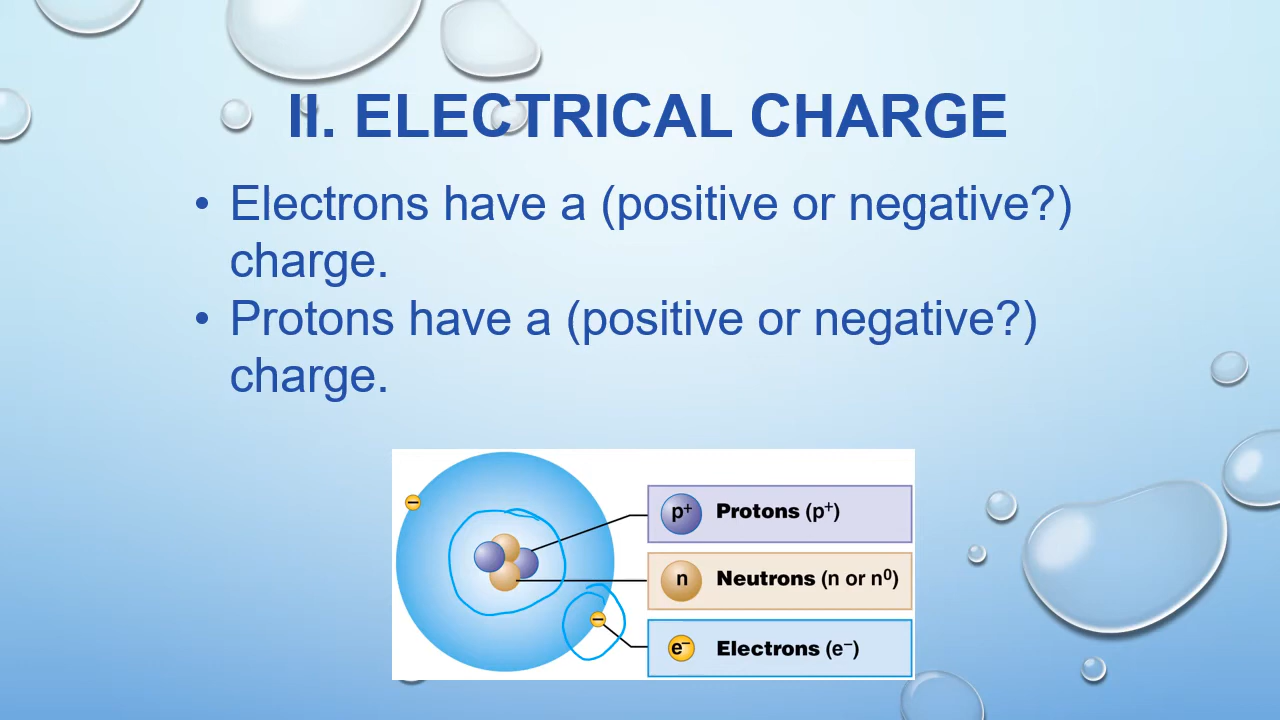 II. ELECTRICAL CHARGE
• Electrons have a (positive or negative?)
charge.
• Protons have a (positive or negative?)
charge.
p⁺ Protons (p⁺)
n Neutrons (n or n⁰)
e⁻ Electrons (e⁻)
−
−